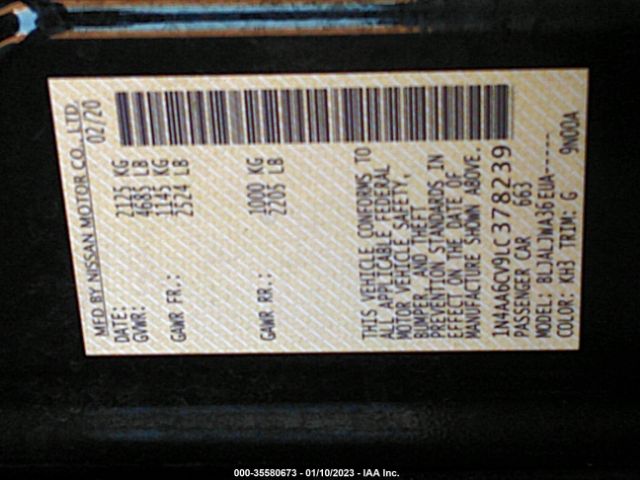 MFD BY NISSAN MOTOR CO., LTD.
DATE: 02/20
GVWR: 2125 KG
4685 LB
GAWR FR.: 1145 KG
2524 LB
GAWR RR.: 1000 KG
2205 LB
THIS VEHICLE CONFORMS TO
ALL APPLICABLE FEDERAL
MOTOR VEHICLE SAFETY,
BUMPER, AND THEFT
PREVENTION STANDARDS IN
EFFECT ON THE DATE OF
MANUFACTURE SHOWN ABOVE.
1N4AA6CV9LC378239
PASSENGER CAR 663
MODEL: BLJALJWA36EUA-----
COLOR: KH3 TRIM: G 9N00A
000-35580673 - 01/10/2023 - IAA Inc.